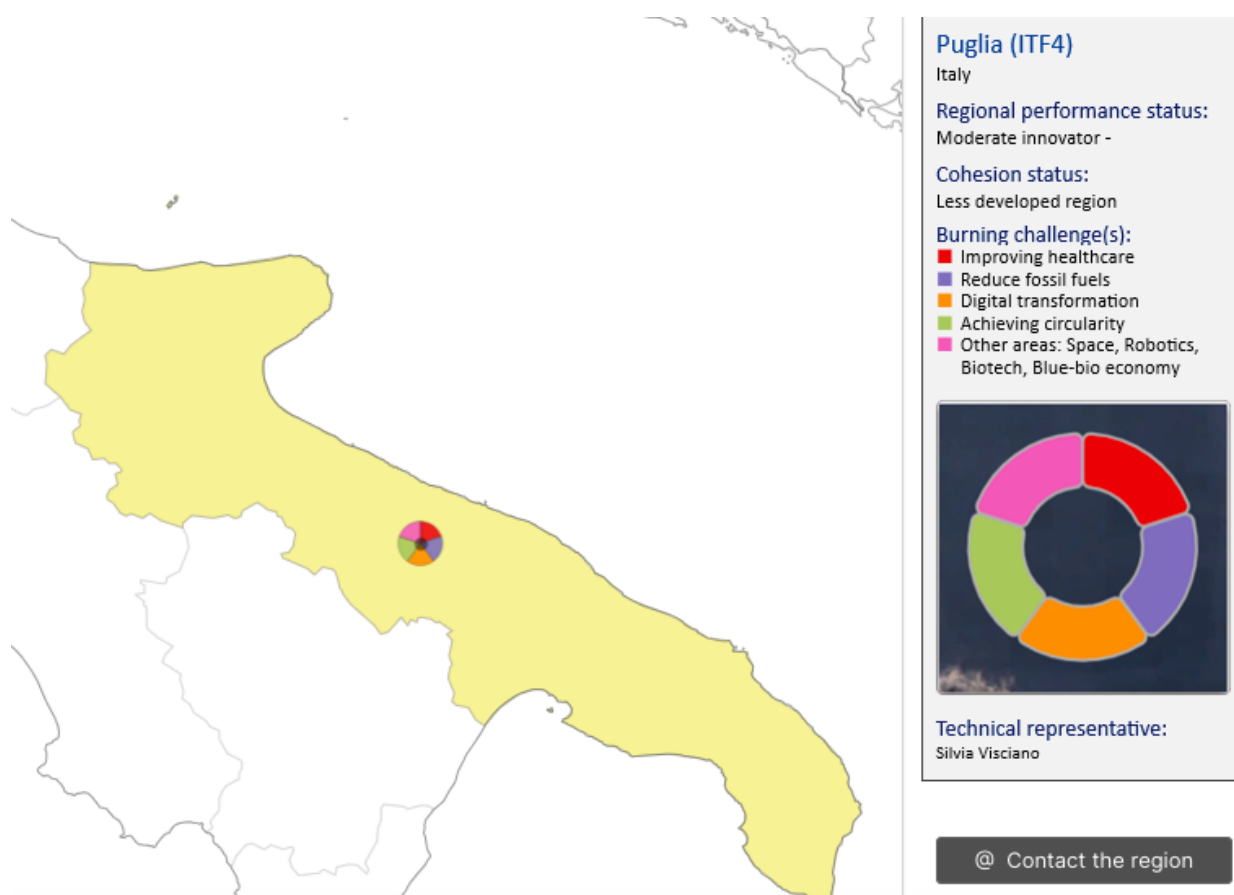 Puglia (ITF4)
Italy
Regional performance status:
Moderate innovator -
Cohesion status:
Less developed region
Burning challenge(s):
Improving healthcare
Reduce fossil fuels
Digital transformation
Achieving circularity
Other areas: Space, Robotics,
Biotech, Blue-bio economy
Technical representative:
Silvia Visciano
@ Contact the region